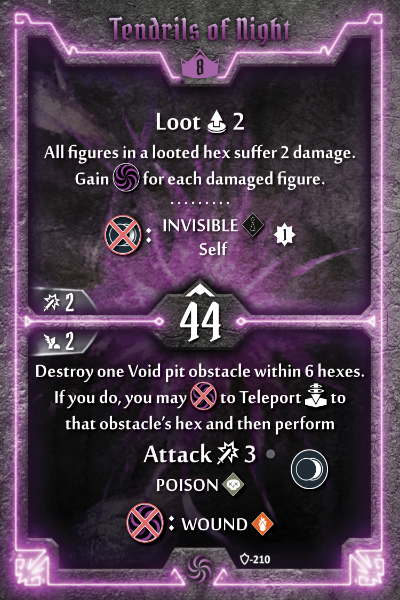 Tendrils of Night
8
Loot 2
All figures in a looted hex suffer 2 damage.
Gain for each damaged figure.
: INVISIBLE 1
Self
2
44
2
Destroy one Void pit obstacle within 6 hexes.
If you do, you may to Teleport to
that obstacle's hex and then perform
Attack 3
POISON
: WOUND
-210